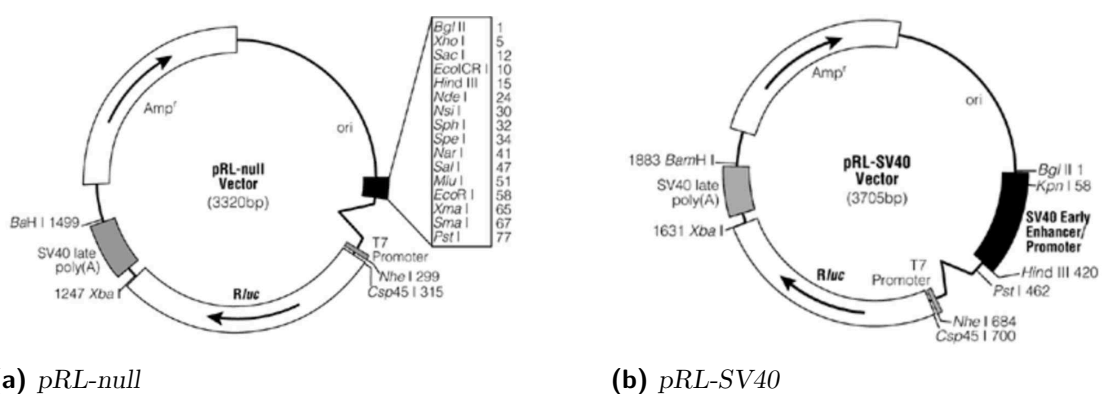 Ampr
ori
pRL-null
Vector
(3320bp)
Bgl II 1
Xho I 5
Sac I 12
EcolCR I 10
Hind III 15
Nde I 24
Nsi I 30
Sph I 32
Spe I 34
Nar I 41
Sal I 47
Mlu I 51
EcoR I 58
Xma I 65
Sma I 67
Pst I 77
BaH I 1499
SV40 late
poly(A)
1247 Xba I
Rluc
T7
Promoter
Nhe I 299
Csp45 I 315
a) pRL-null
Ampr
ori
pRL-SV40
Vector
(3705bp)
1883 BamH I
SV40 late
poly(A)
1631 Xba I
Bgl II 1
Kpn I 58
SV40 Early
Enhancer/
Promoter
Hind III 420
Pst I 462
T7
Promoter
Rluc
Nhe I 684
Csp45 I 700
(b) pRL-SV40